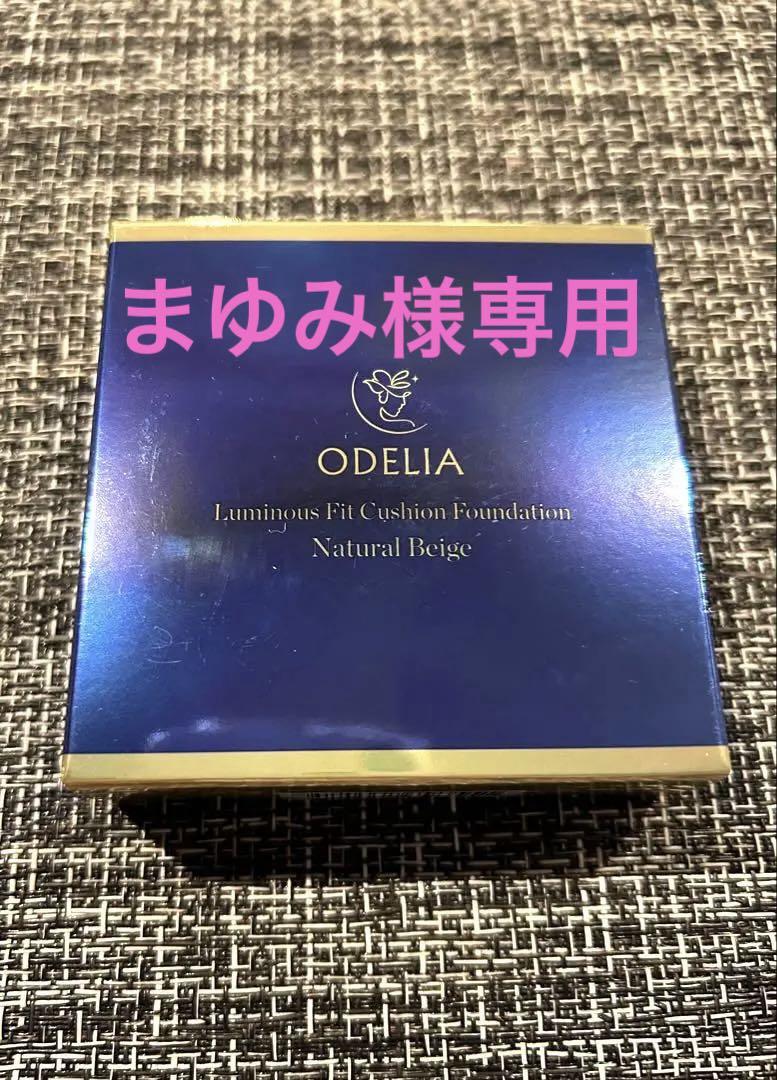 まゆみ様専用
ODELIA
Luminous Fit Cushion Foundation
Natural Beige